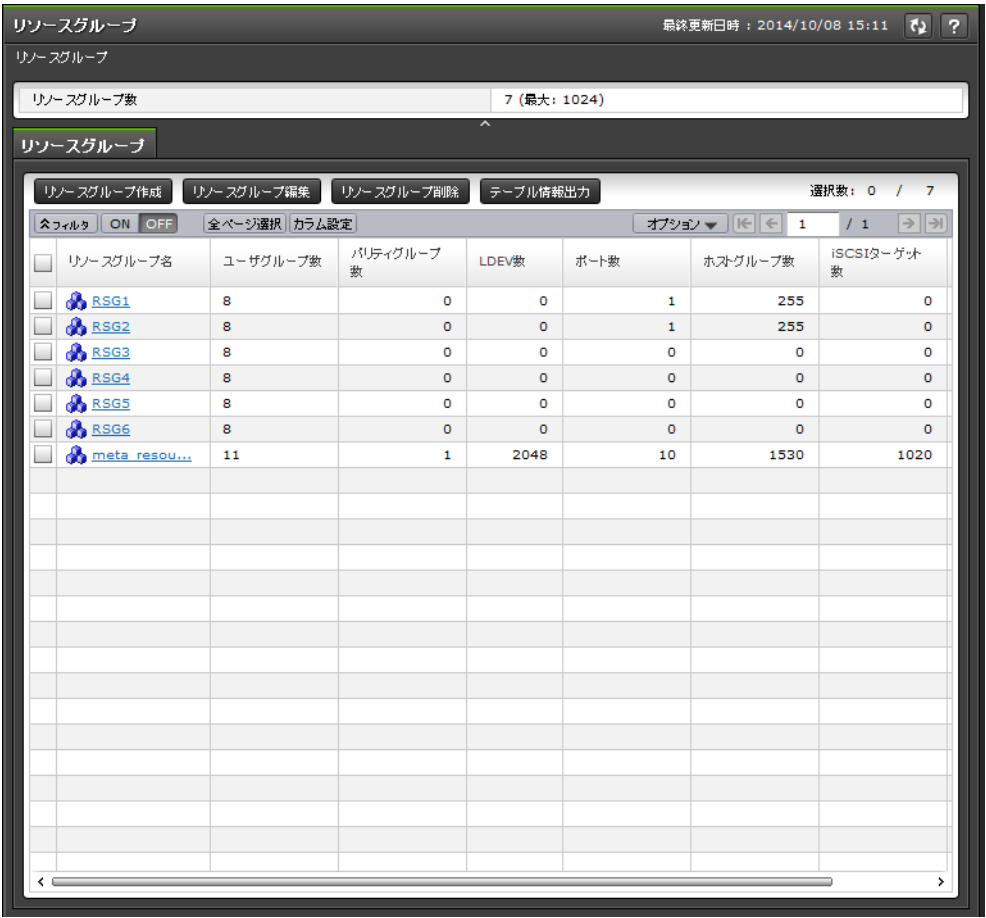 リソースグループ 最終更新日時 : 2014/10/08 15:11 ?
リソースグループ
リソースグループ数 7 (最大: 1024)
リソースグループ
リソースグループ作成 リソースグループ編集 リソースグループ削除 テーブル情報出力 選択数: 0 / 7
フィルタ ON OFF 全ページ選択 カラム設定 オプション 1 / 1
リソースグループ名 ユーザグループ数 パリティグループ数 LDEV数 ポート数 ホストグループ数 iSCSIターゲット数
RSG1 8 0 0 1 255 0
RSG2 8 0 0 1 255 0
RSG3 8 0 0 0 0 0
RSG4 8 0 0 0 0 0
RSG5 8 0 0 0 0 0
RSG6 8 0 0 0 0 0
meta_resou... 11 1 2048 10 1530 1020